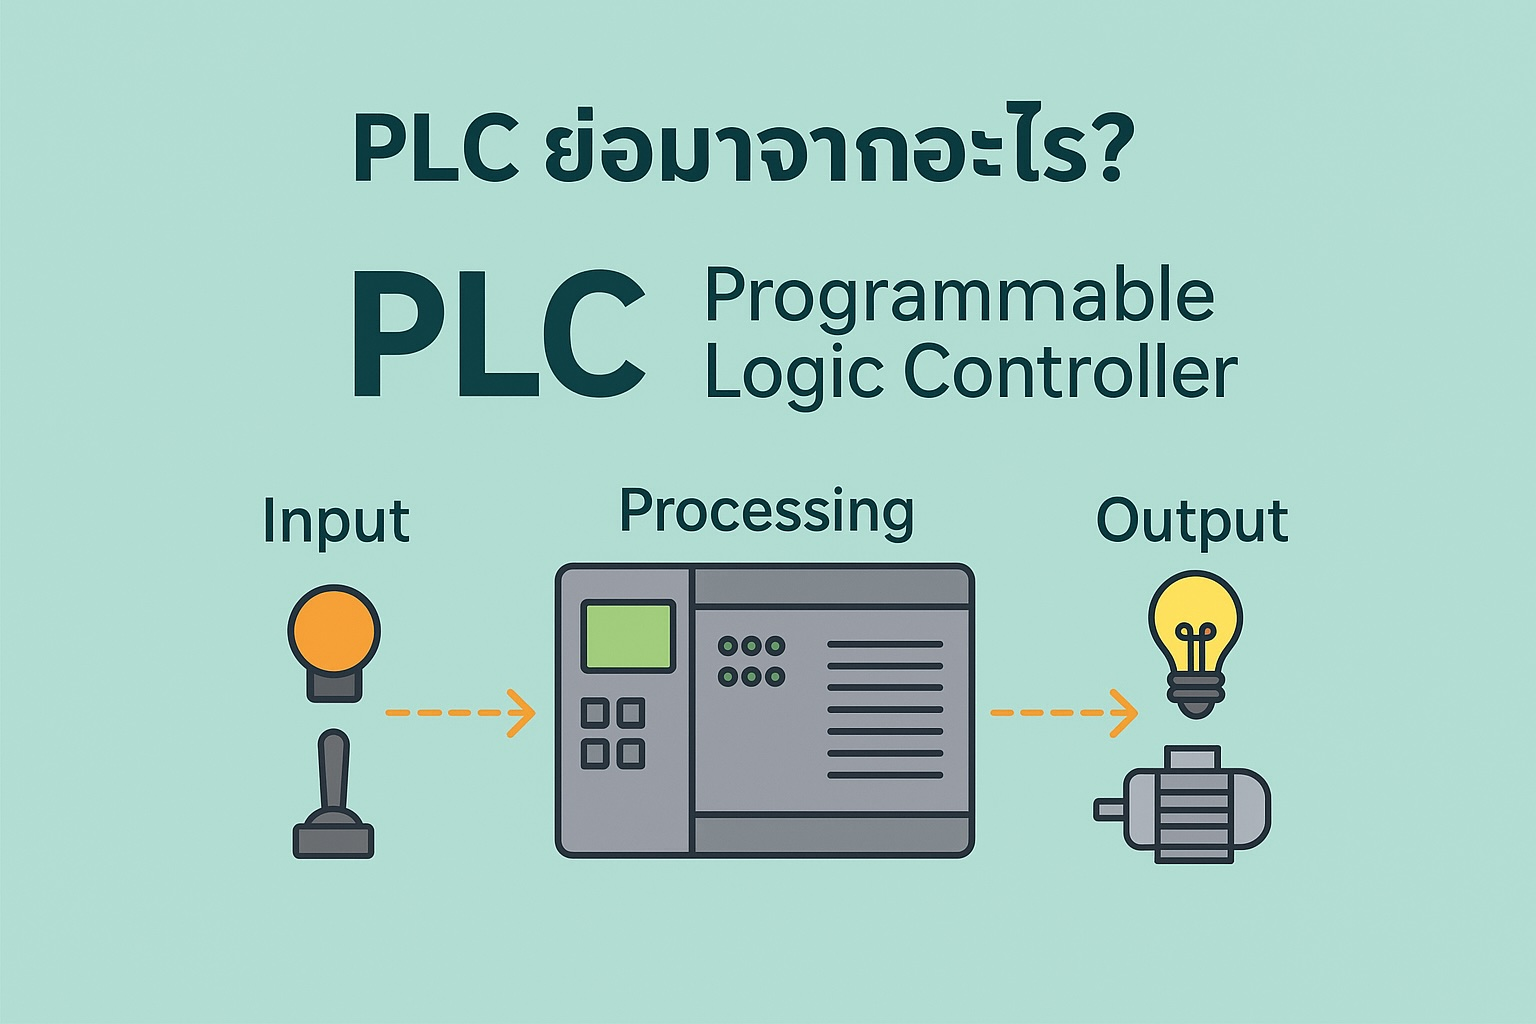 PLC ย่อมาจากอะไร?
PLC
Programmable
Logic Controller
Input
Processing
Output